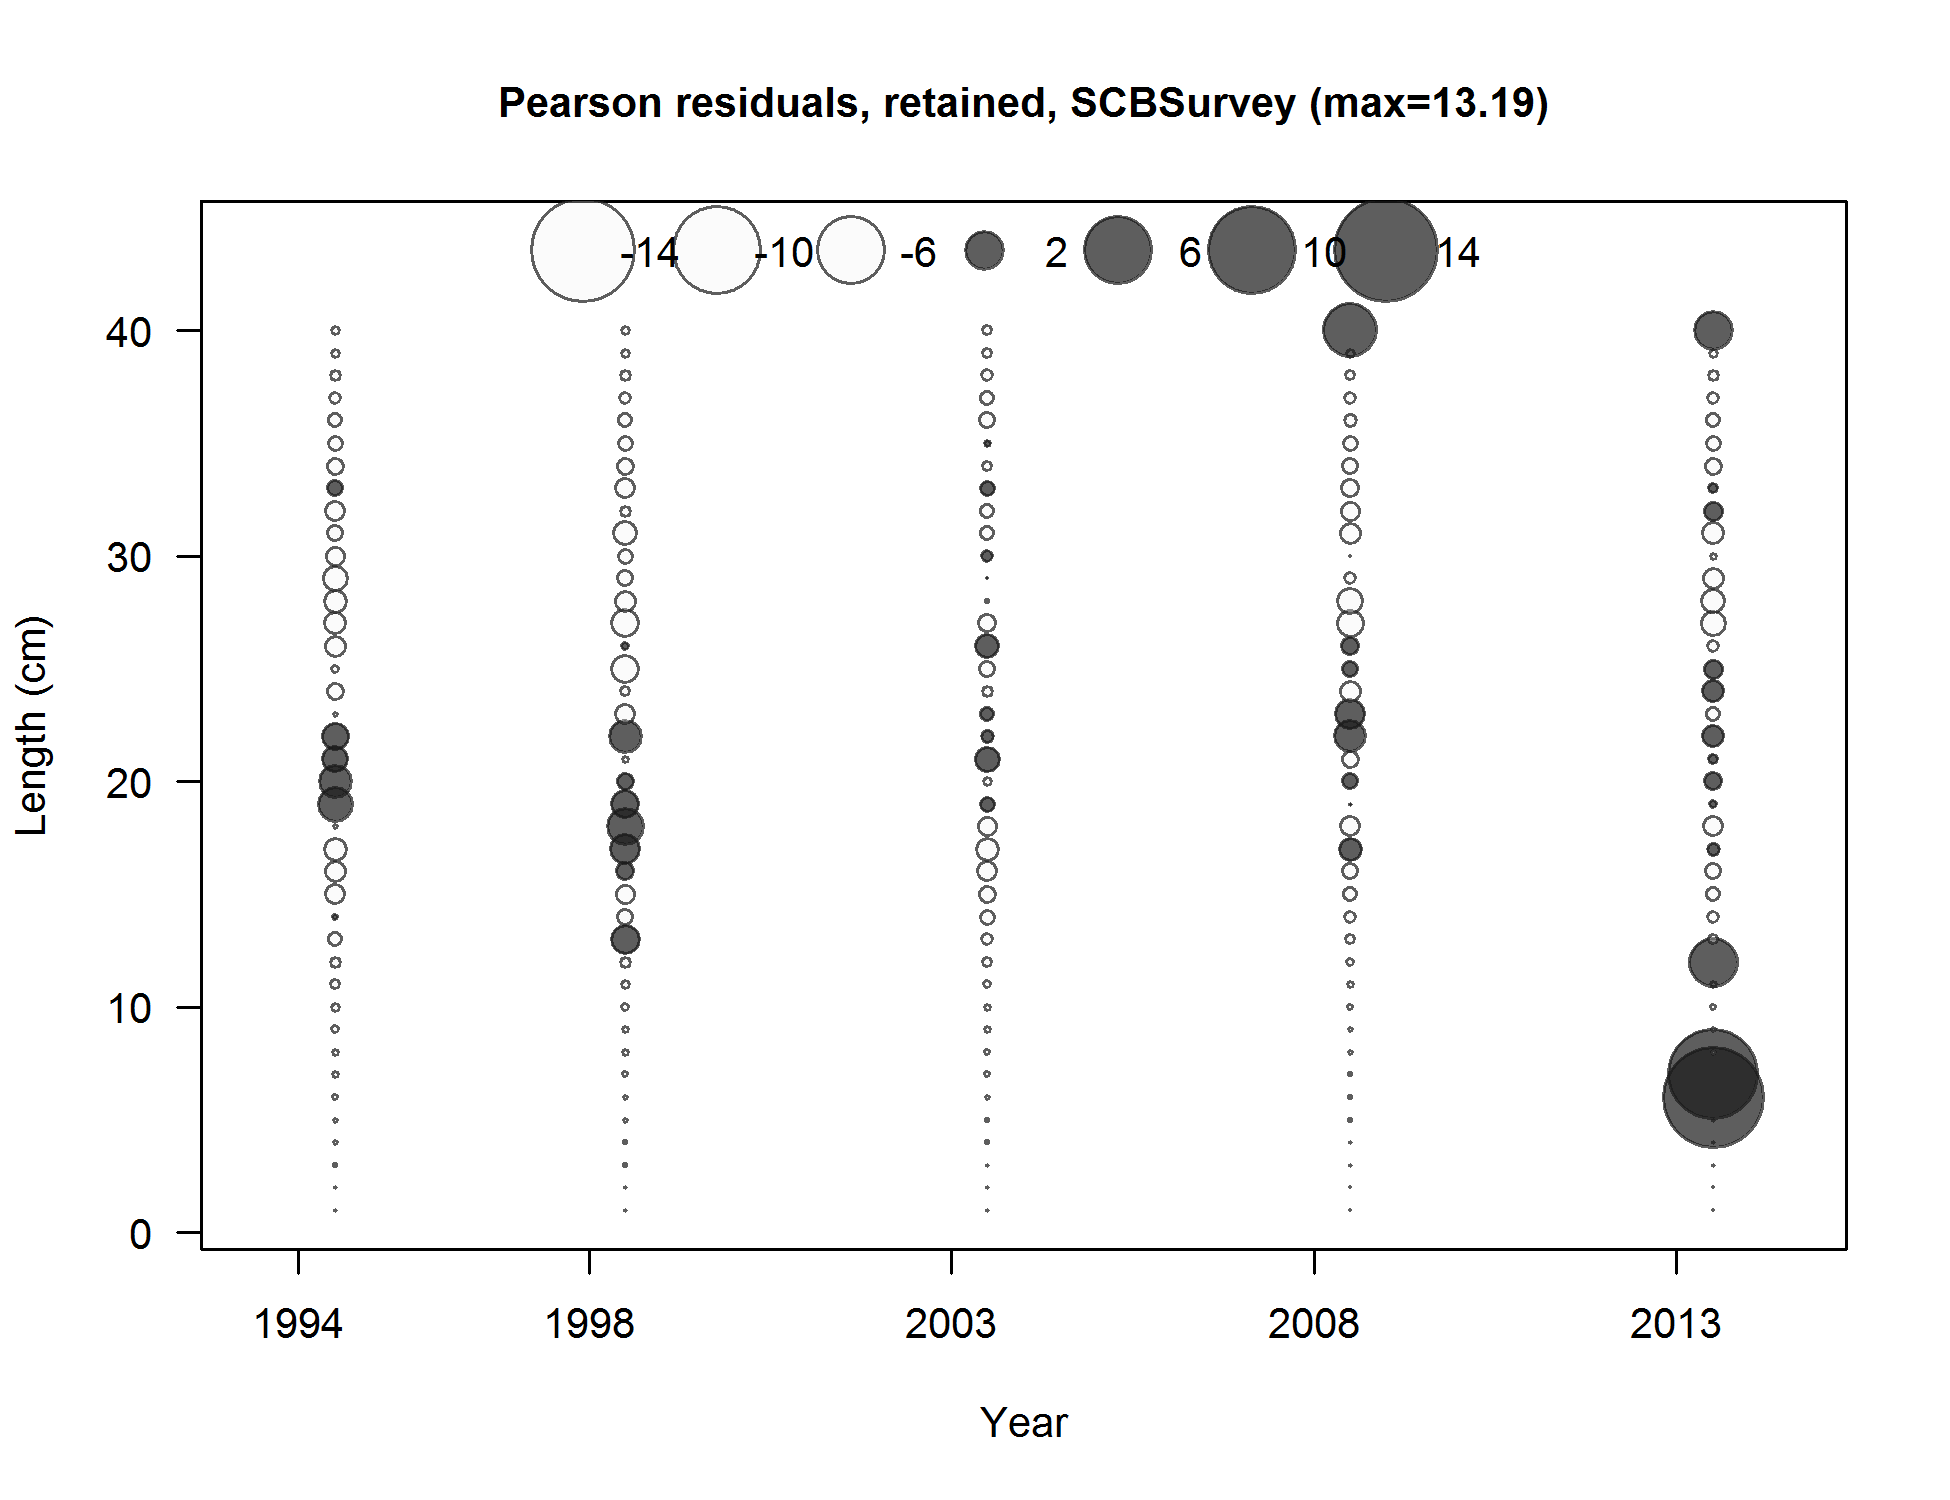 Pearson residuals, retained, SCBSurvey (max=13.19)
-14 -10 -6 2 6 10 14
40
30
20
10
0
Length (cm)
1994 1998 2003 2008 2013
Year